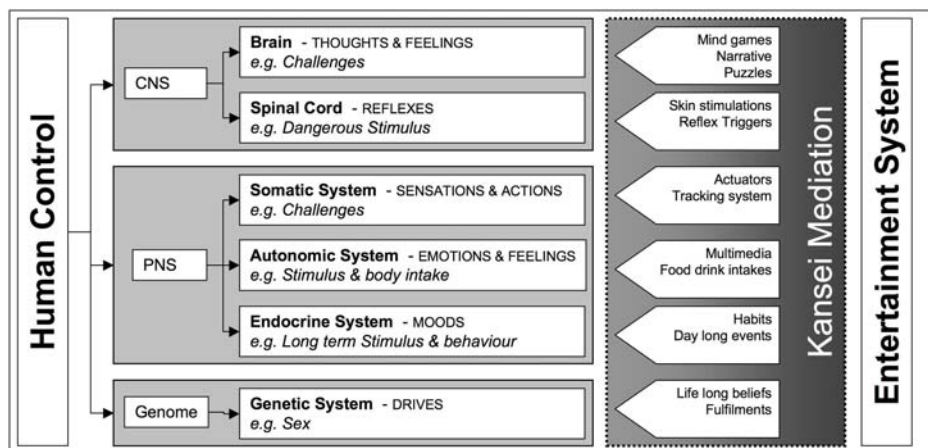 Human Control
CNS
Brain - THOUGHTS & FEELINGS
e.g. Challenges
Spinal Cord - REFLEXES
e.g. Dangerous Stimulus
PNS
Somatic System - SENSATIONS & ACTIONS
e.g. Challenges
Autonomic System - EMOTIONS & FEELINGS
e.g. Stimulus & body intake
Endocrine System - MOODS
e.g. Long term Stimulus & behaviour
Genome
Genetic System - DRIVES
e.g. Sex
Mind games
Narrative
Puzzles
Skin stimulations
Reflex Triggers
Actuators
Tracking system
Multimedia
Food drink intakes
Habits
Day long events
Life long beliefs
Fulfilments
Kansei Mediation
Entertainment System